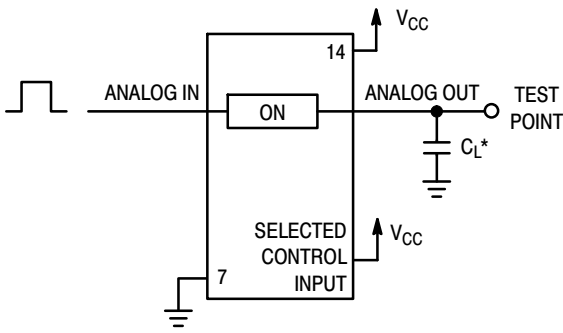 V_CC
14
ANALOG IN
ON
ANALOG OUT
TEST
POINT
C_L*
SELECTED
CONTROL
INPUT
V_CC
7